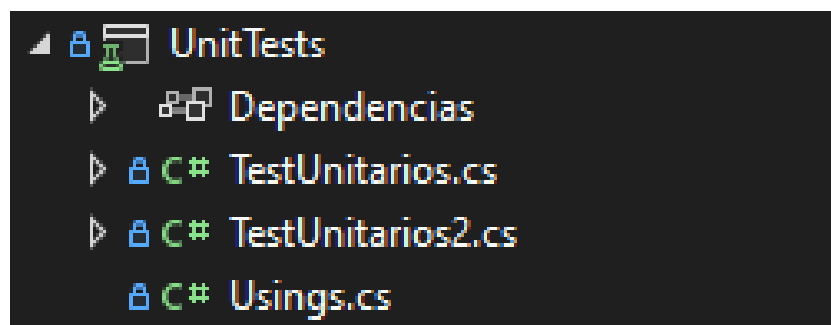 UnitTests
Dependencias
C# TestUnitarios.cs
C# TestUnitarios2.cs
C# Usings.cs